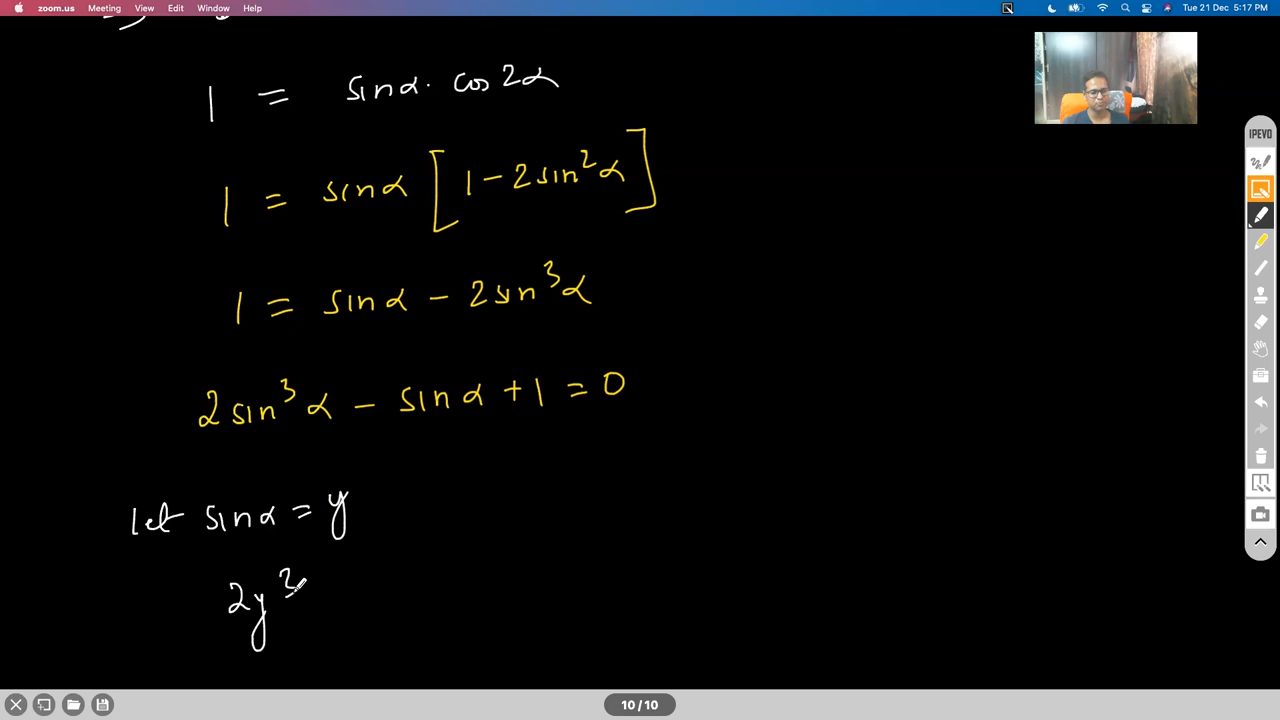 zoom.us Meeting View Edit Window Help Tue 21 Dec 5:17 PM
1 = sinα. cos2α
IPEVO
1 = sinα [1 - 2sin²α]
1 = sinα - 2sin³α
2sin³α - sinα + 1 = 0
let sinα = y
2y³
10 / 10